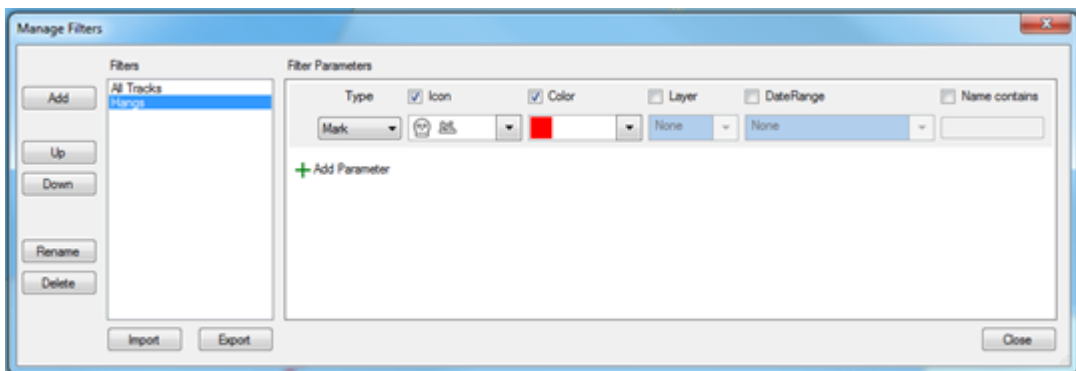 Manage Filters
Filters
Filter Parameters
Add
Up
Down
Rename
Delete
All Tracks
Hangs
Type Icon Color Layer DateRange Name contains
Mark None None
Add Parameter
Import Export Close